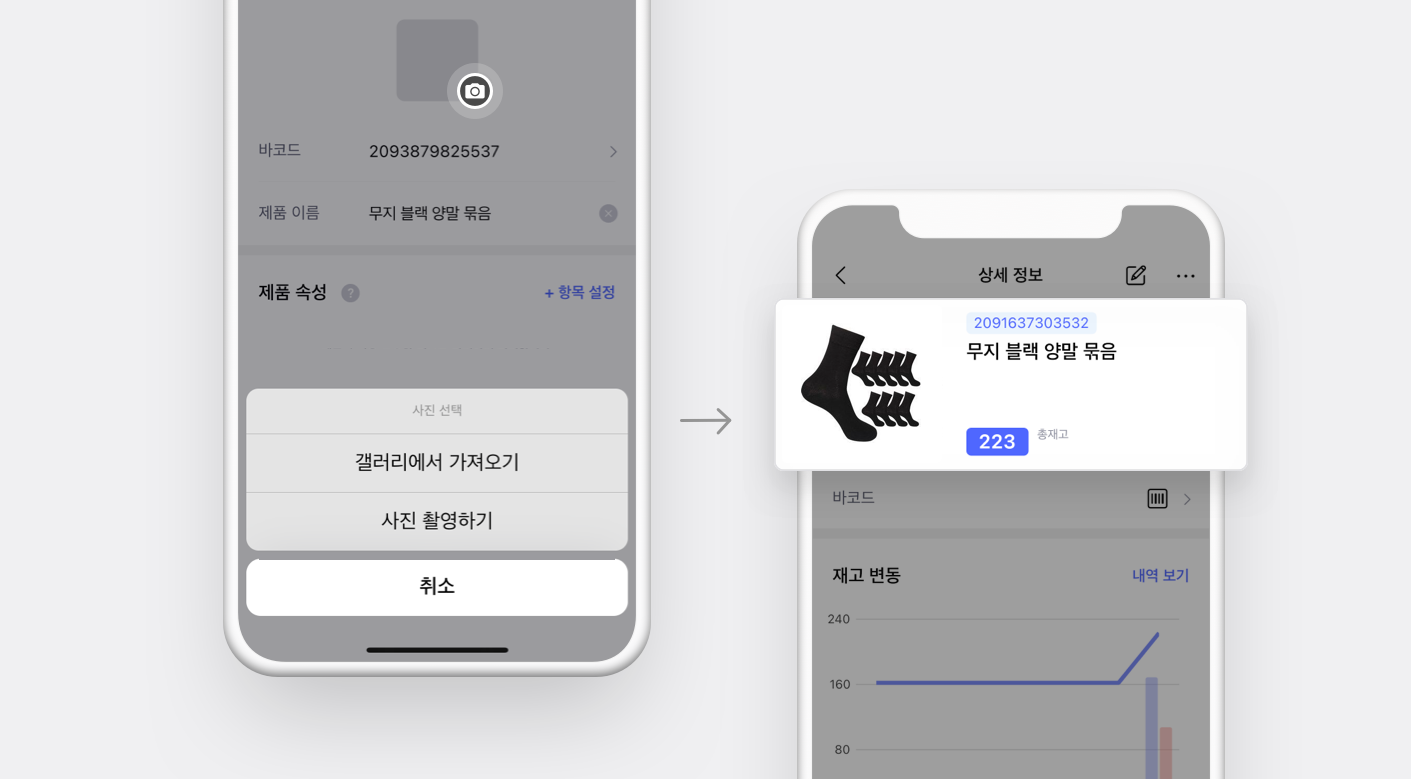 바코드 2093879825537
제품 이름 무지 블랙 양말 묶음
제품 속성 ? + 항목 설정
사진 선택
갤러리에서 가져오기
사진 촬영하기
취소
상세 정보
2091637303532
무지 블랙 양말 묶음
223 총재고
바코드
재고 변동 내역 보기
240
160
80